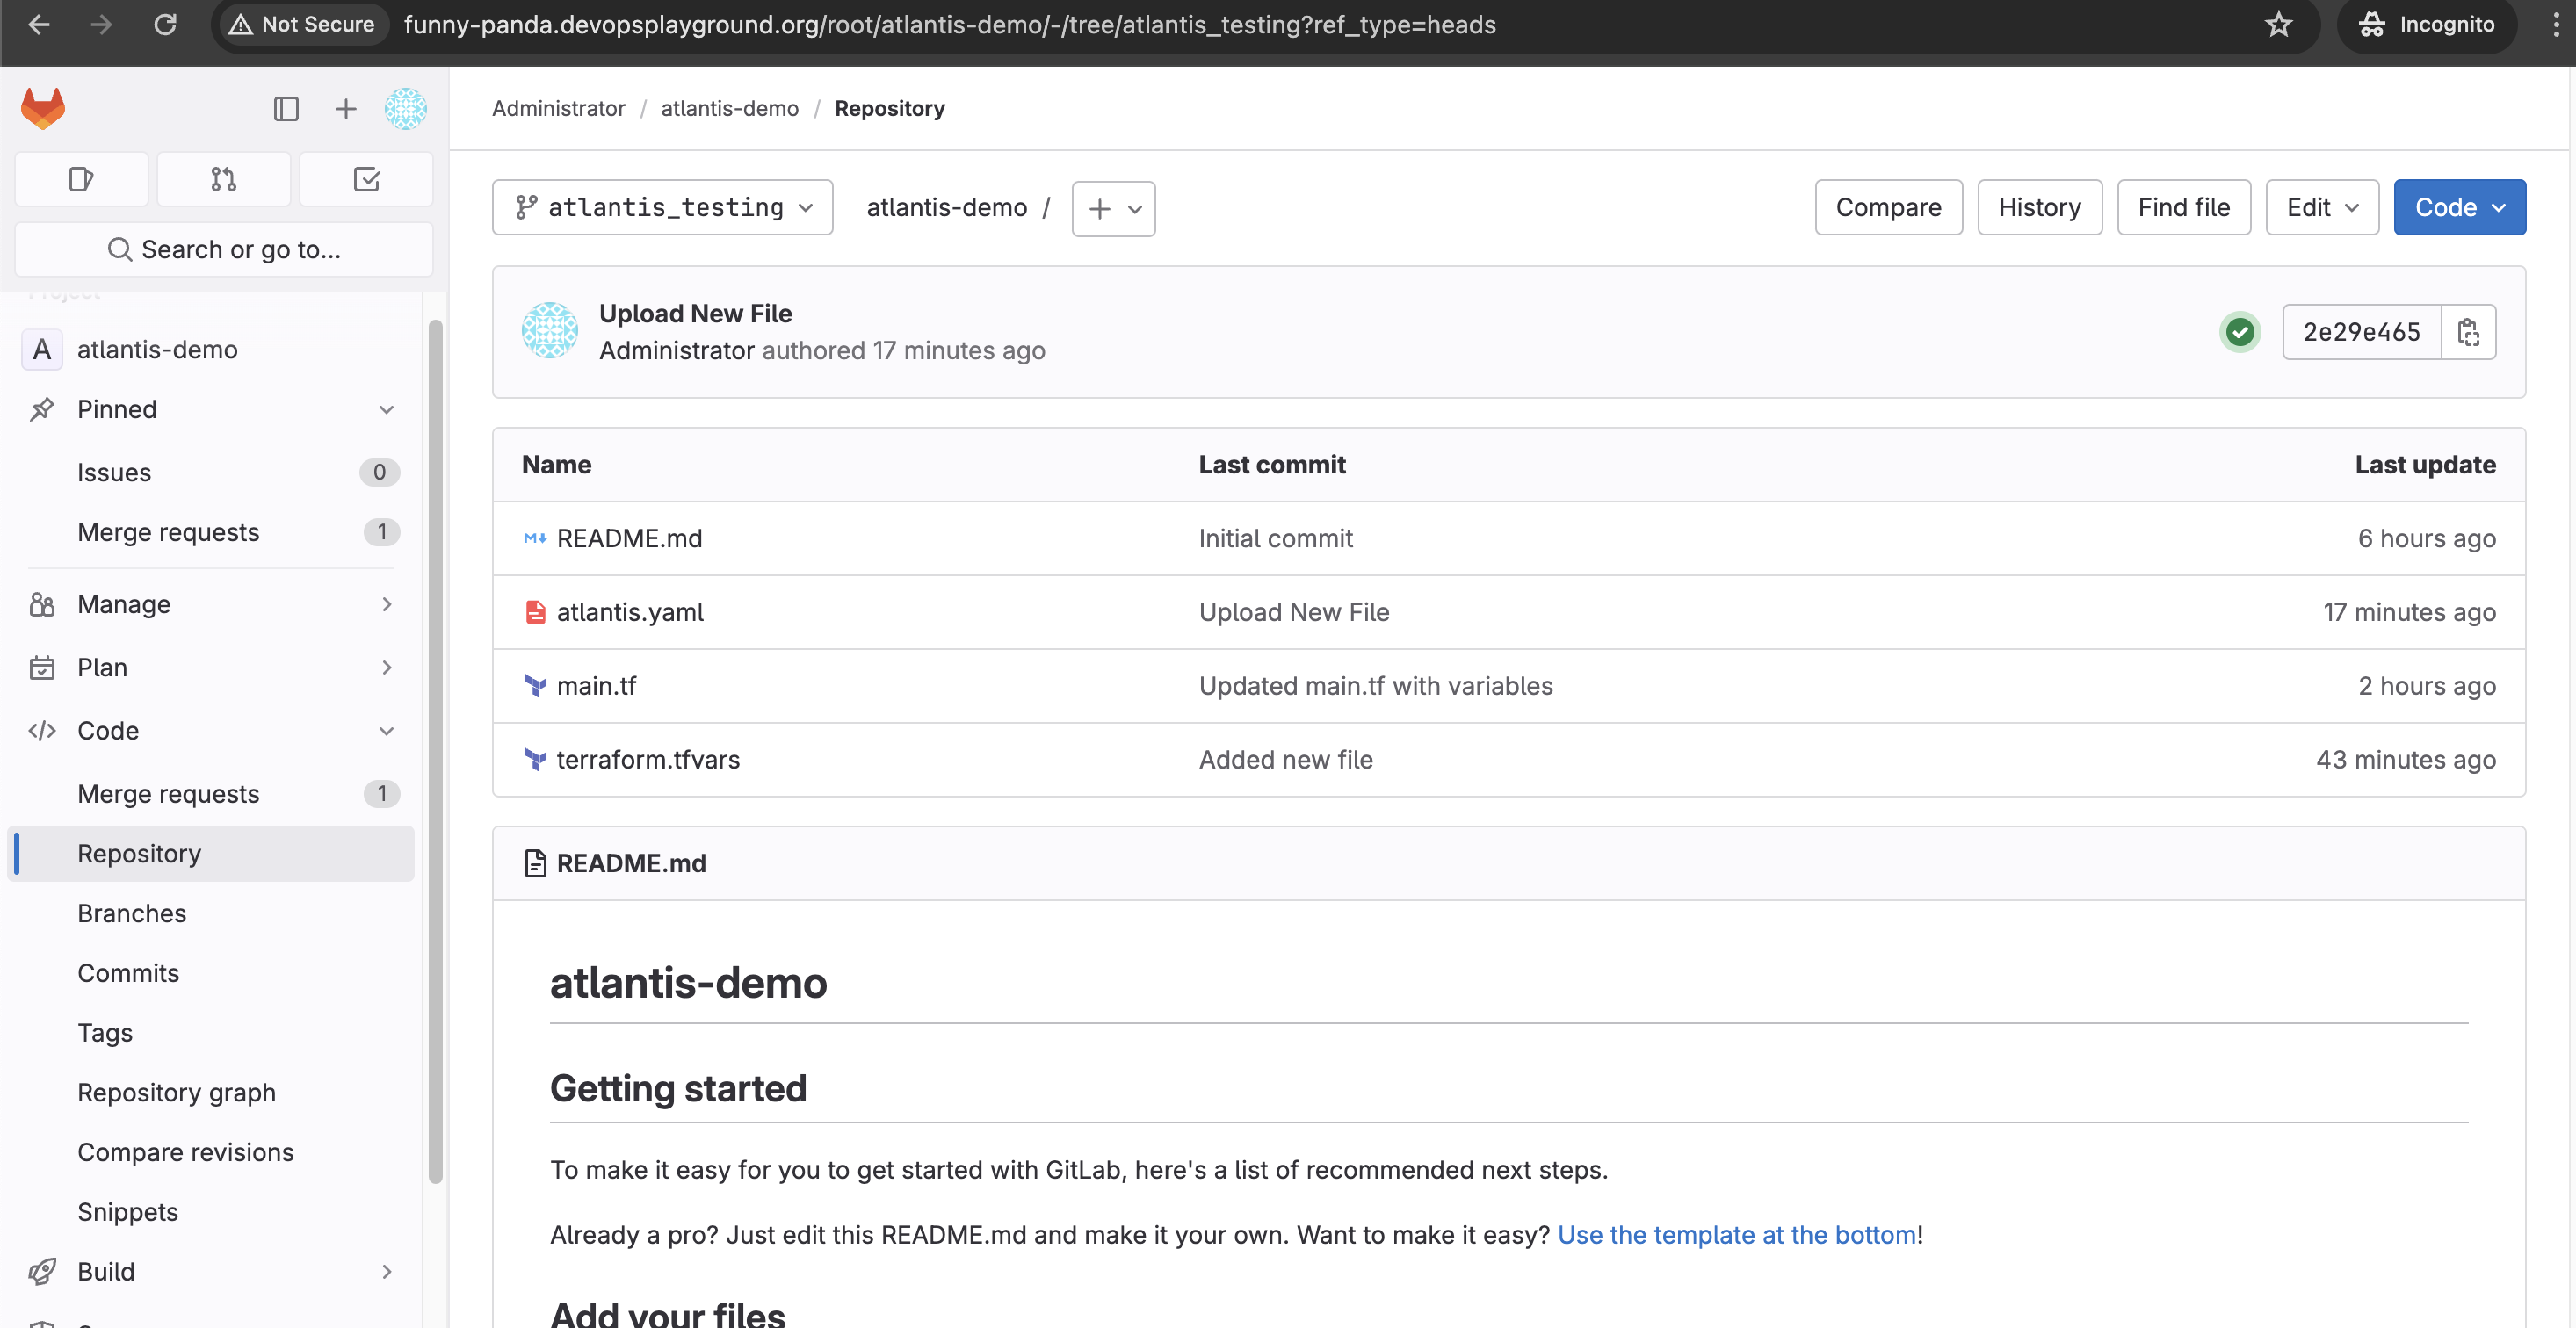 Not Secure funny-panda.devopsplayground.org/root/atlantis-demo/-/tree/atlantis_testing?ref_type=heads Incognito
Administrator / atlantis-demo / Repository
Search or go to...
Project
A atlantis-demo
Pinned
Issues 0
Merge requests 1
Manage
Plan
Code
Merge requests 1
Repository
Branches
Commits
Tags
Repository graph
Compare revisions
Snippets
Build
atlantis_testing atlantis-demo / + Compare History Find file Edit Code
Upload New File
Administrator authored 17 minutes ago
2e29e465
Name Last commit Last update
README.md Initial commit 6 hours ago
atlantis.yaml Upload New File 17 minutes ago
main.tf Updated main.tf with variables 2 hours ago
terraform.tfvars Added new file 43 minutes ago
README.md
atlantis-demo
Getting started
To make it easy for you to get started with GitLab, here's a list of recommended next steps.
Already a pro? Just edit this README.md and make it your own. Want to make it easy? Use the template at the bottom!
Add your files